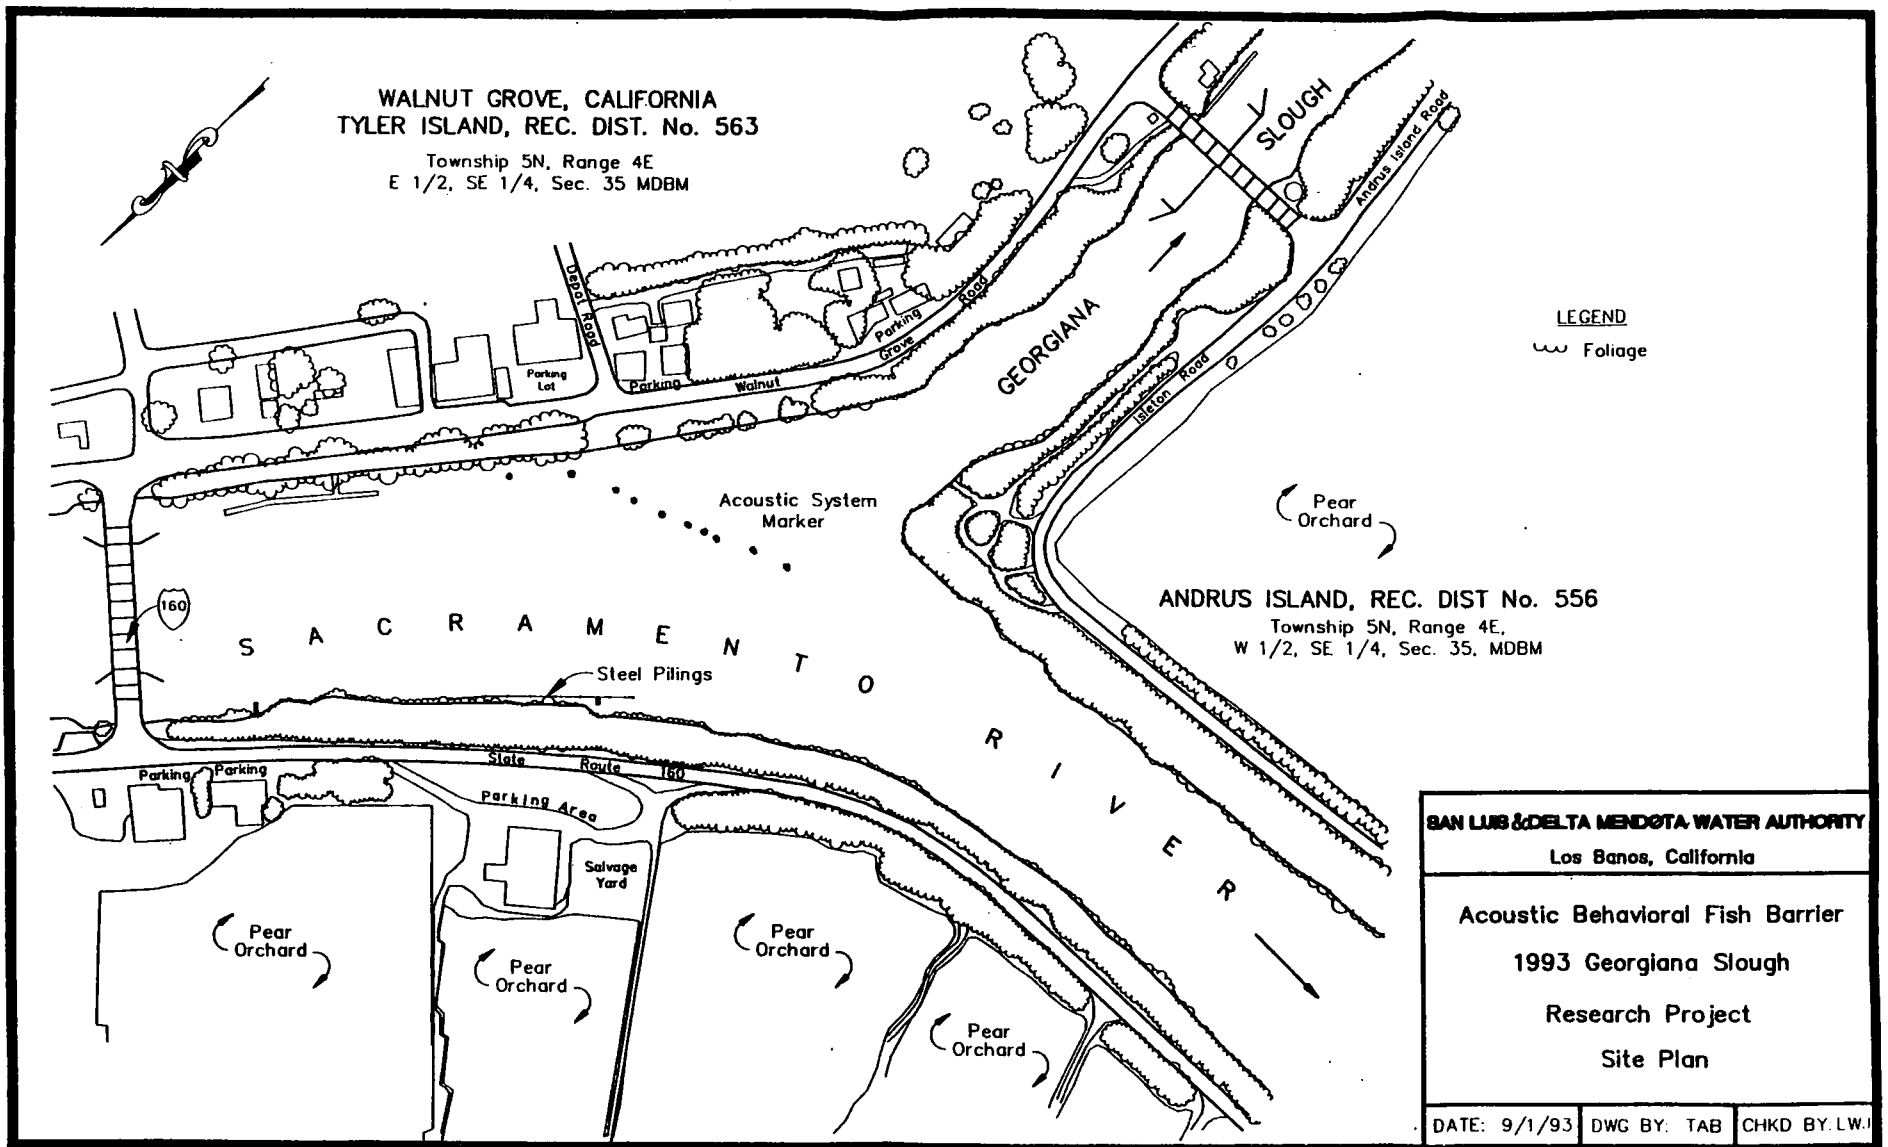 WALNUT GROVE, CALIFORNIA
TYLER ISLAND, REC. DIST. No. 563
Township 5N, Range 4E
E 1/2, SE 1/4, Sec. 35 MDBM
SLOUGH
Andrus Island Road
GEORGIANA
Depot Road
Parking
Lot
Parking
Walnut
Grove
Road
Parking
Isleton Road
LEGEND
Foliage
Acoustic System
Marker
Pear
Orchard
ANDRUS ISLAND, REC. DIST No. 556
Township 5N, Range 4E,
W 1/2, SE 1/4, Sec. 35, MDBM
160
SACRAMENTO RIVER
Steel Pilings
State Route 160
Parking
Parking
Parking Area
Salvage
Yard
Pear
Orchard
Pear
Orchard
Pear
Orchard
Pear
Orchard
SAN LUIS & DELTA MENDOTA WATER AUTHORITY
Los Banos, California
Acoustic Behavioral Fish Barrier
1993 Georgiana Slough
Research Project
Site Plan
DATE: 9/1/93
DWG BY: TAB
CHKD BY: LWJ